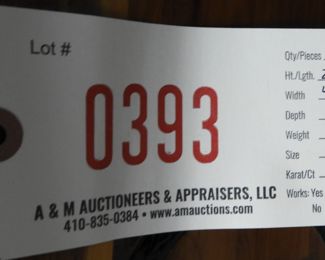 Lot #
0393
A & M AUCTIONEERS & APPRAISERS, LLC
410-835-0384 • www.amauctions.com
Qty/Pieces
Ht./Lgth.
Width
Depth
Weight
Size
Karat/Ct
Works: Yes
No